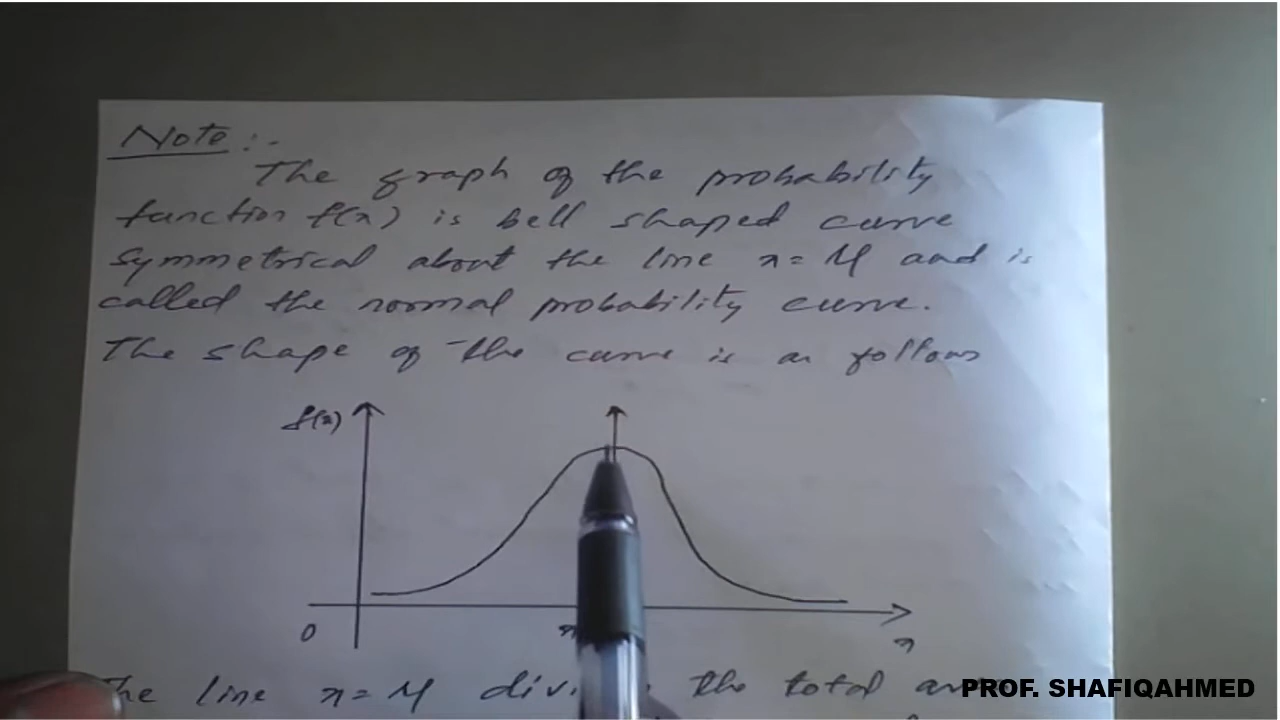 Note :-
The graph of the probability
function f(x) is bell shaped curve
Symmetrical about the line x = M and is
called the normal probability curve.
The shape of the curve is as follows
f(x)
0
x
The line x = M the total area
PROF. SHAFIQAHMED